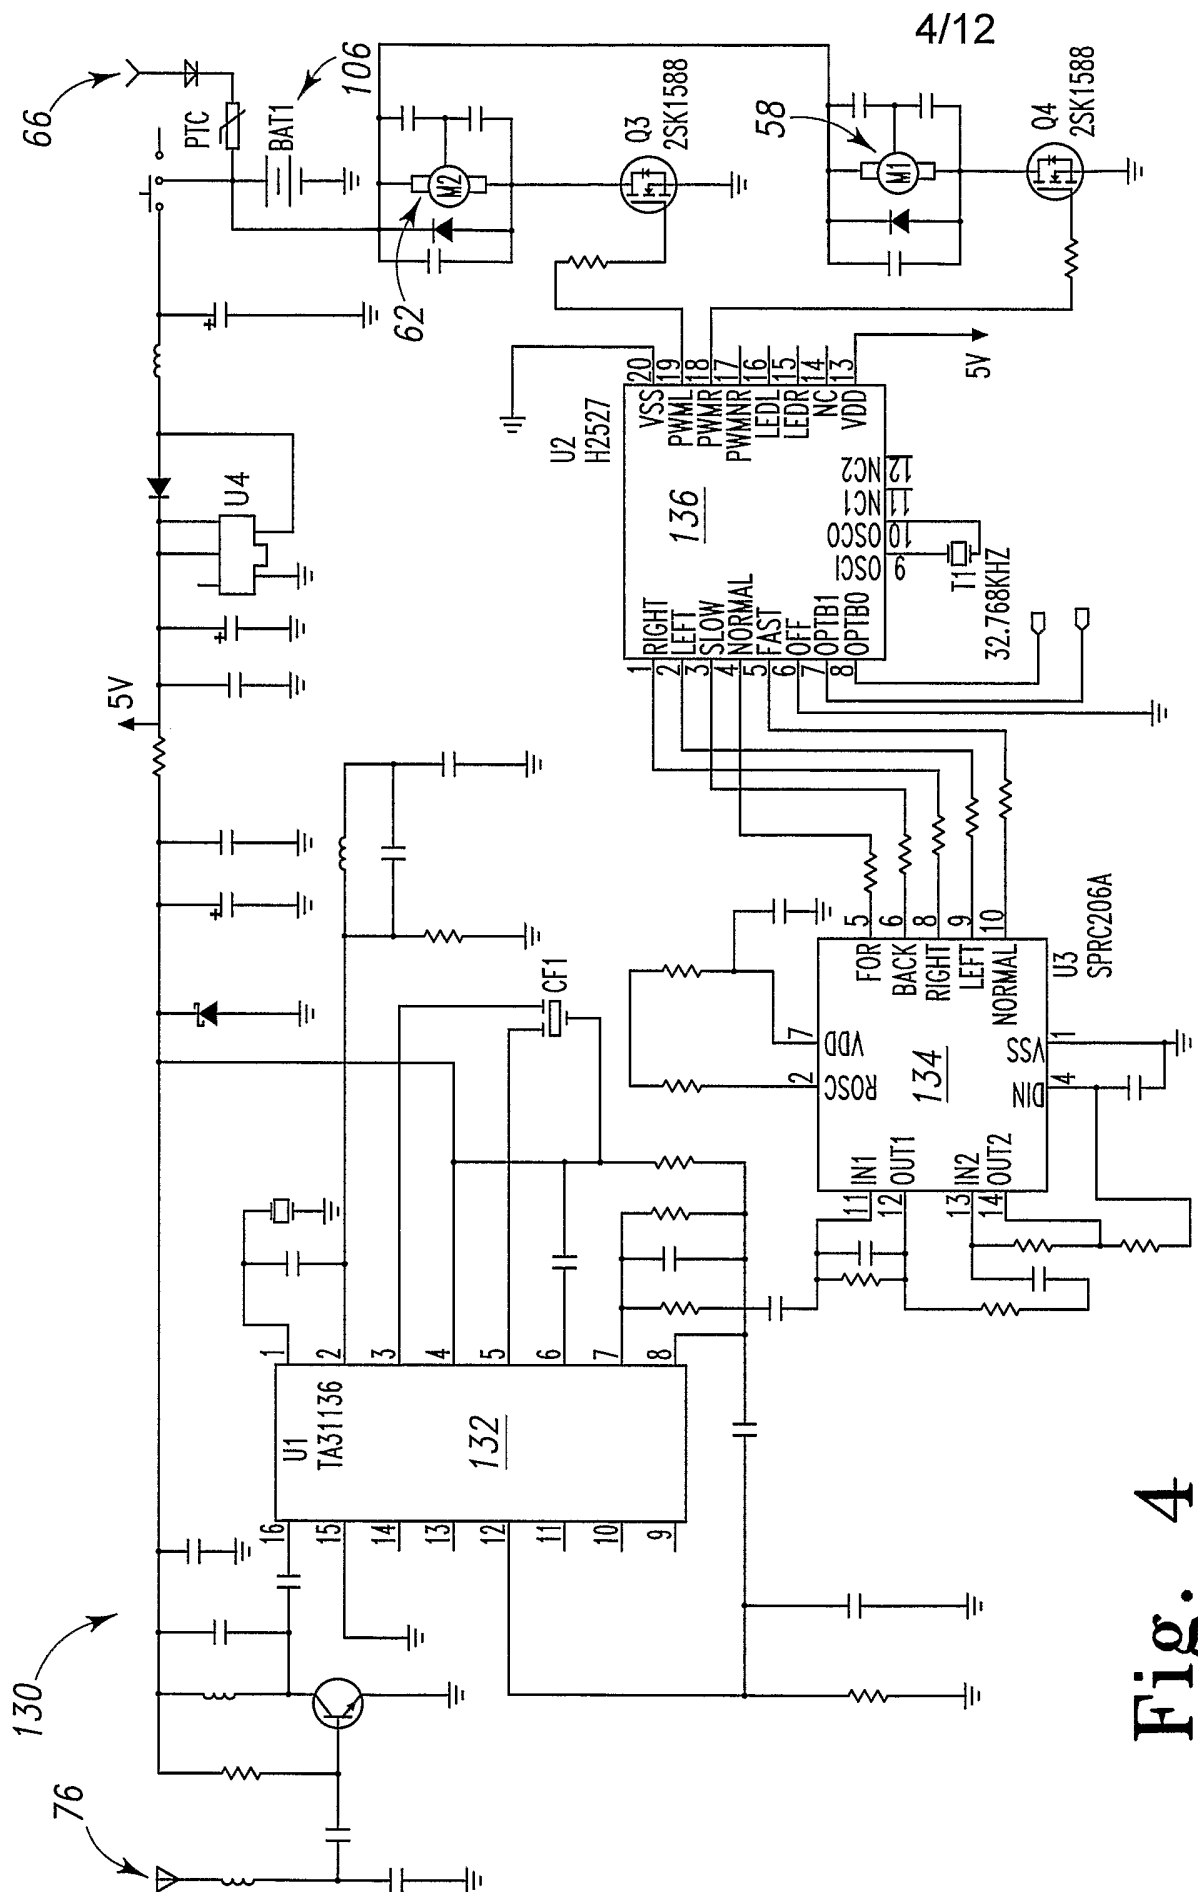 4/12
130
76
66
PTC
BAT1
106
5V
U4
M2
62
Q3
2SK1588
58
M1
Q4
2SK1588
U1
TA31136
132
16
15
14
13
12
11
10
9
1
2
3
4
5
6
7
8
CF1
134
U3
SPRC206A
IN1
OUT1
IN2
OUT2
11
12
13
14
ROSC
VDD
2
7
DIN
VSS
4
1
FOR
BACK
RIGHT
LEFT
NORMAL
5
6
8
9
10
U2
H2527
136
1
2
3
4
5
6
7
8
RIGHT
LEFT
SLOW
NORMAL
FAST
OFF
OPTB1
OPTB0
OSCI
OSCO
NC1
NC2
9
10
11
12
T1
32.768KHZ
VSS
PWML
PWMR
PWMNR
LEDL
LEDR
NC
VDD
20
19
18
17
16
15
14
13
5V
Fig. 4